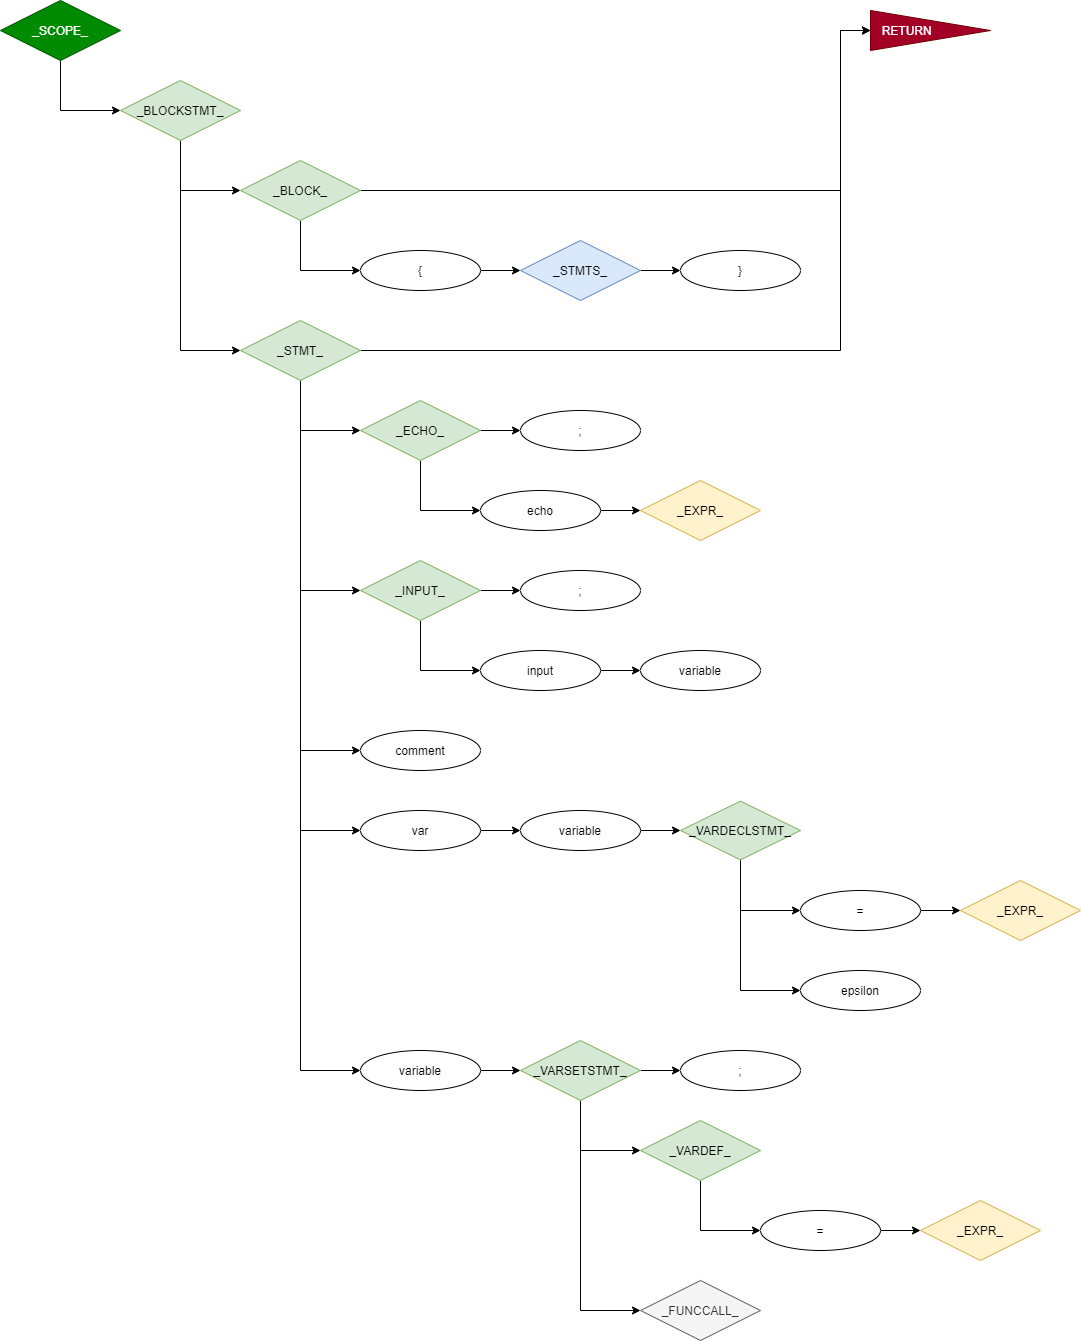 _SCOPE_
RETURN
_BLOCKSTMT_
_BLOCK_
{
_STMTS_
}
_STMT_
_ECHO_
;
echo
_EXPR_
_INPUT_
;
input
variable
comment
var
variable
_VARDECLSTMT_
=
_EXPR_
epsilon
variable
_VARSETSTMT_
;
_VARDEF_
=
_EXPR_
_FUNCCALL_